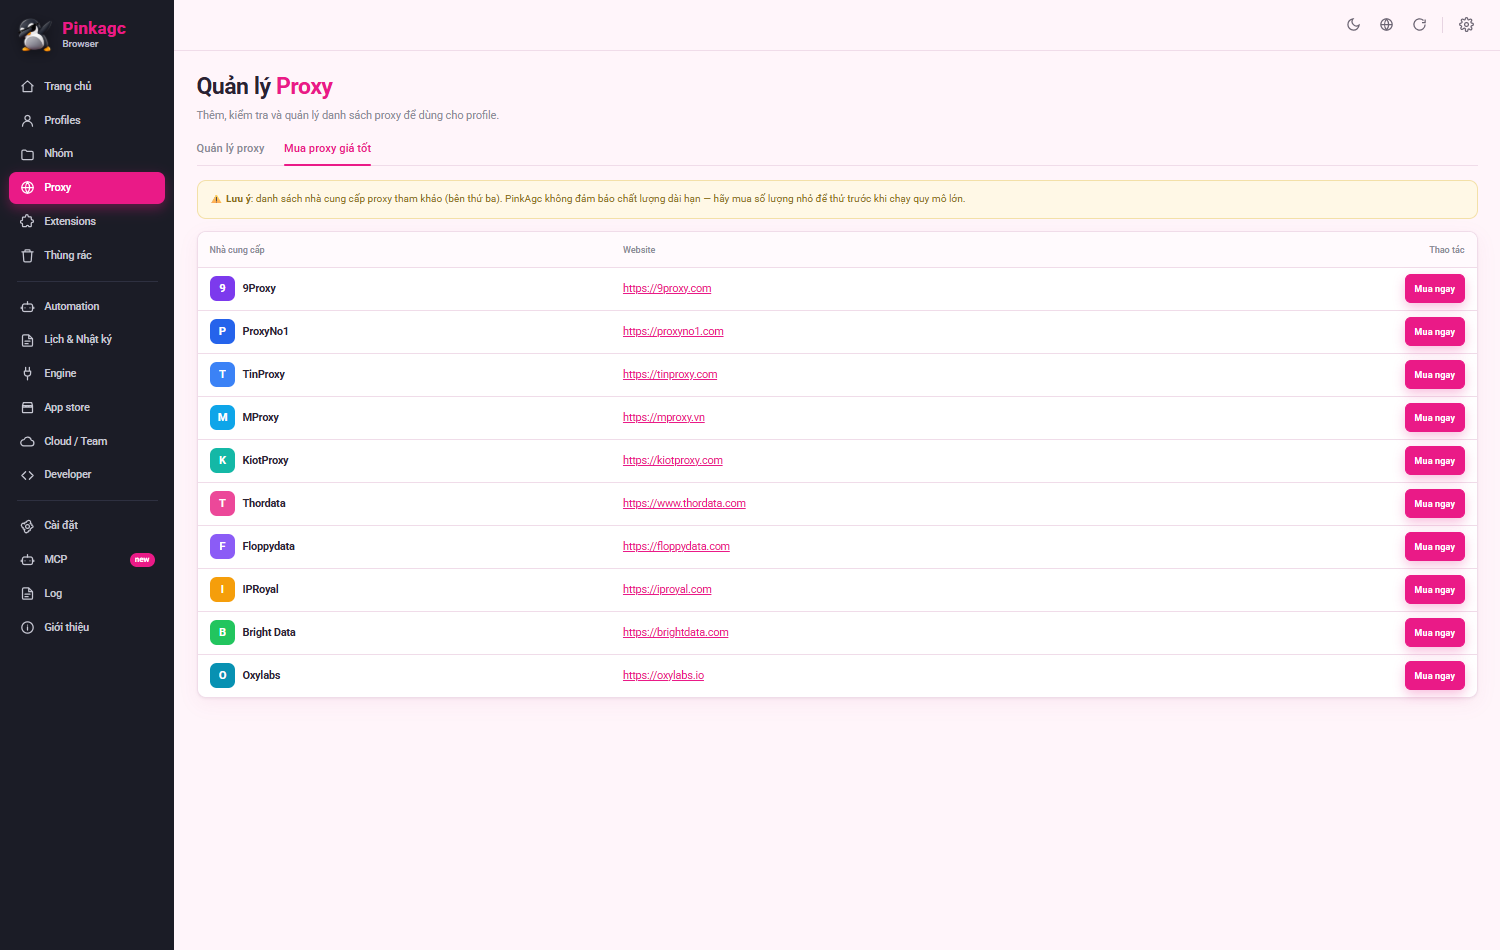 Pinkagc
Browser
Trang chủ
Profiles
Nhóm
Proxy
Extensions
Thùng rác
Automation
Lịch & Nhật ký
Engine
App store
Cloud / Team
Developer
Cài đặt
MCP new
Log
Giới thiệu
Quản lý Proxy
Thêm, kiểm tra và quản lý danh sách proxy để dùng cho profile.
Quản lý proxy Mua proxy giá tốt
Lưu ý: danh sách nhà cung cấp proxy tham khảo (bên thứ ba). PinkAgc không đảm bảo chất lượng dài hạn — hãy mua số lượng nhỏ để thử trước khi chạy quy mô lớn.
Nhà cung cấp Website Thao tác
9 9Proxy https://9proxy.com Mua ngay
P ProxyNo1 https://proxyno1.com Mua ngay
T TinProxy https://tinproxy.com Mua ngay
M MProxy https://mproxy.vn Mua ngay
K KiotProxy https://kiotproxy.com Mua ngay
T Thordata https://www.thordata.com Mua ngay
F Floppydata https://floppydata.com Mua ngay
I IPRoyal https://iproyal.com Mua ngay
B Bright Data https://brightdata.com Mua ngay
O Oxylabs https://oxylabs.io Mua ngay